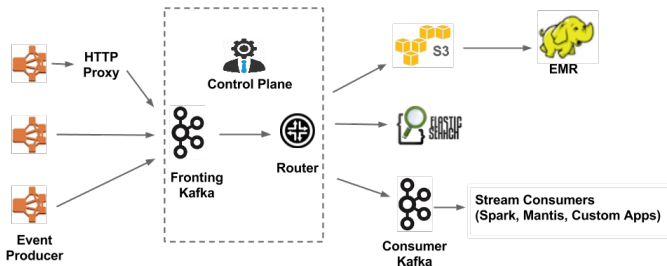 HTTP
Proxy
Control Plane
S3
EMR
Fronting
Kafka
Router
ELASTIC
SEARCH
Event
Producer
Consumer
Kafka
Stream Consumers
(Spark, Mantis, Custom Apps)